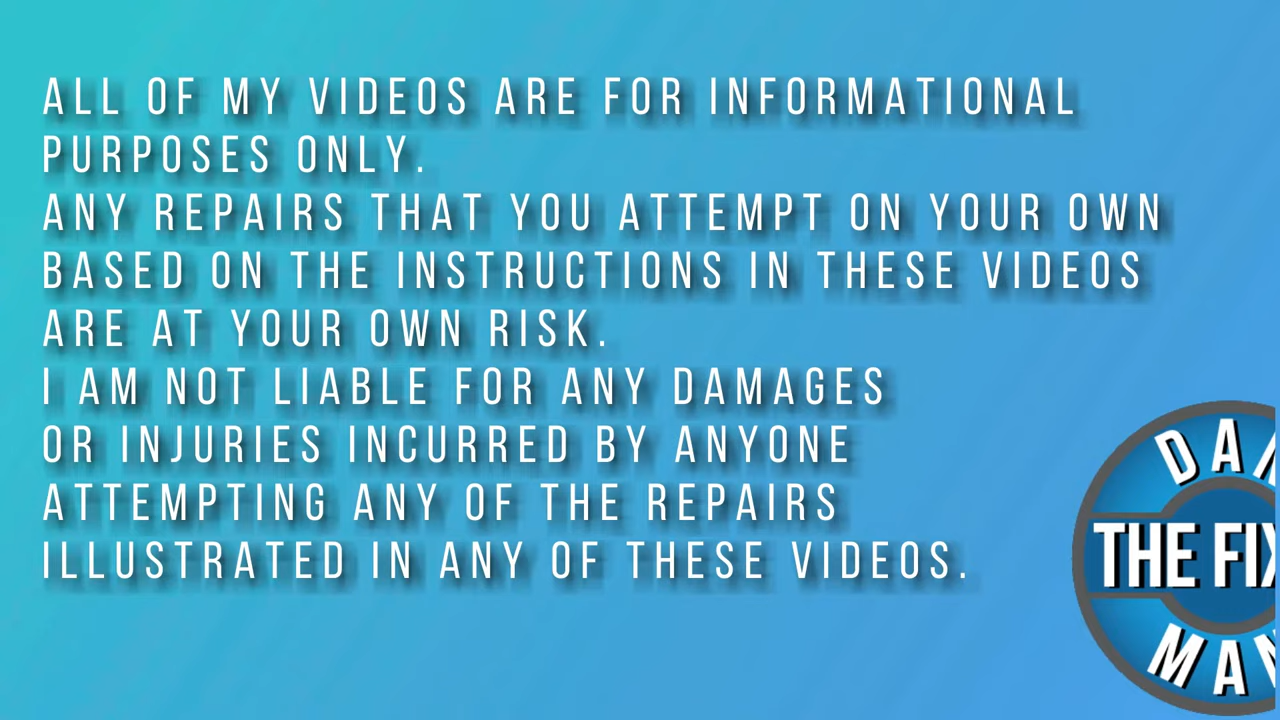 ALL OF MY VIDEOS ARE FOR INFORMATIONAL
PURPOSES ONLY.
ANY REPAIRS THAT YOU ATTEMPT ON YOUR OWN
BASED ON THE INSTRUCTIONS IN THESE VIDEOS
ARE AT YOUR OWN RISK.
I AM NOT LIABLE FOR ANY DAMAGES
OR INJURIES INCURRED BY ANYONE
ATTEMPTING ANY OF THE REPAIRS
ILLUSTRATED IN ANY OF THESE VIDEOS.
THE